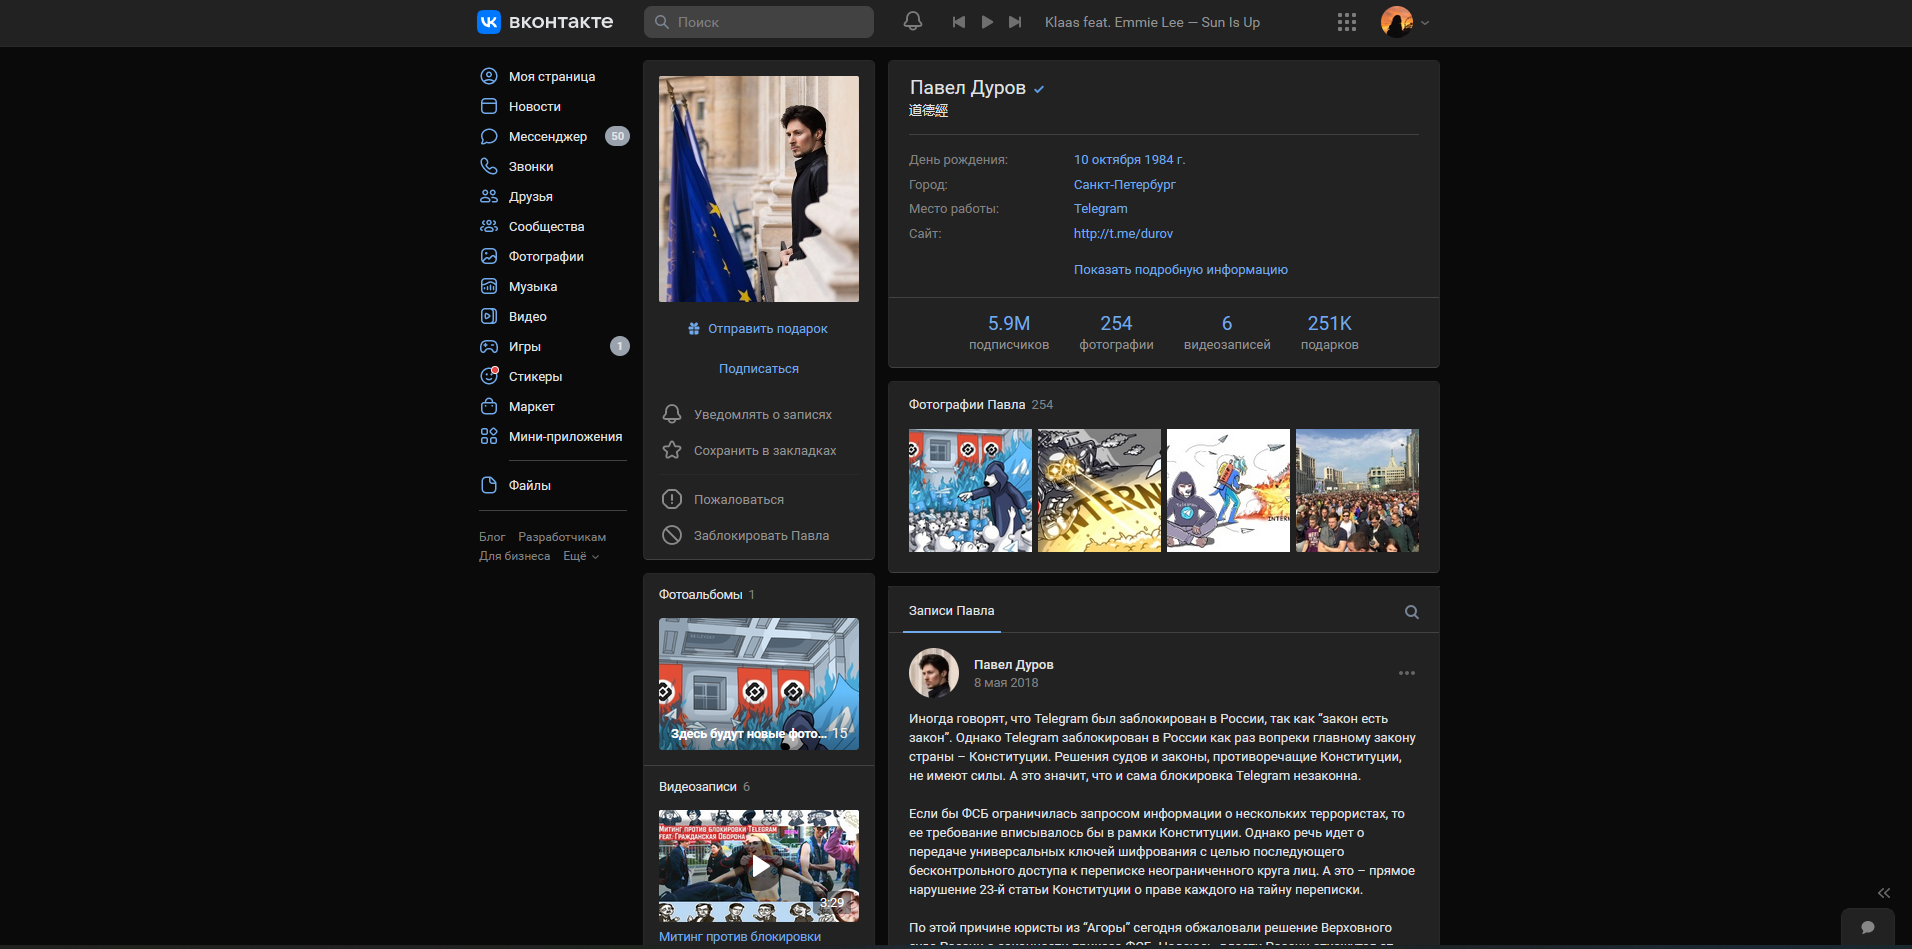 вконтакте
Поиск
Klaas feat. Emmie Lee — Sun Is Up
Моя страница
Новости
Мессенджер 50
Звонки
Друзья
Сообщества
Фотографии
Музыка
Видео
Игры 1
Стикеры
Маркет
Мини-приложения
Файлы
Блог Разработчикам
Для бизнеса Ещё
Отправить подарок
Подписаться
Уведомлять о записях
Сохранить в закладках
Пожаловаться
Заблокировать Павла
Фотоальбомы 1
Здесь будут новые фото... 15
Видеозаписи 6
Митинг против блокировки Telegram
feat. Гражданская Оборона
3:29
Митинг против блокировки
Павел Дуров
道德經
День рождения: 10 октября 1984 г.
Город: Санкт-Петербург
Место работы: Telegram
Сайт: http://t.me/durov
Показать подробную информацию
5.9M 254 6 251K
подписчиков фотографии видеозаписей подарков
Фотографии Павла 254
INTERN
INTERN
Записи Павла
Павел Дуров
8 мая 2018
Иногда говорят, что Telegram был заблокирован в России, так как “закон есть
закон”. Однако Telegram заблокирован в России как раз вопреки главному закону
страны – Конституции. Решения судов и законы, противоречащие Конституции,
не имеют силы. А это значит, что и сама блокировка Telegram незаконна.
Если бы ФСБ ограничилась запросом информации о нескольких террористах, то
ее требование вписывалось бы в рамки Конституции. Однако речь идет о
передаче универсальных ключей шифрования с целью последующего
бесконтрольного доступа к переписке неограниченного круга лиц. А это – прямое
нарушение 23-й статьи Конституции о праве каждого на тайну переписки.
По этой причине юристы из “Агоры” сегодня обжаловали решение Верховного